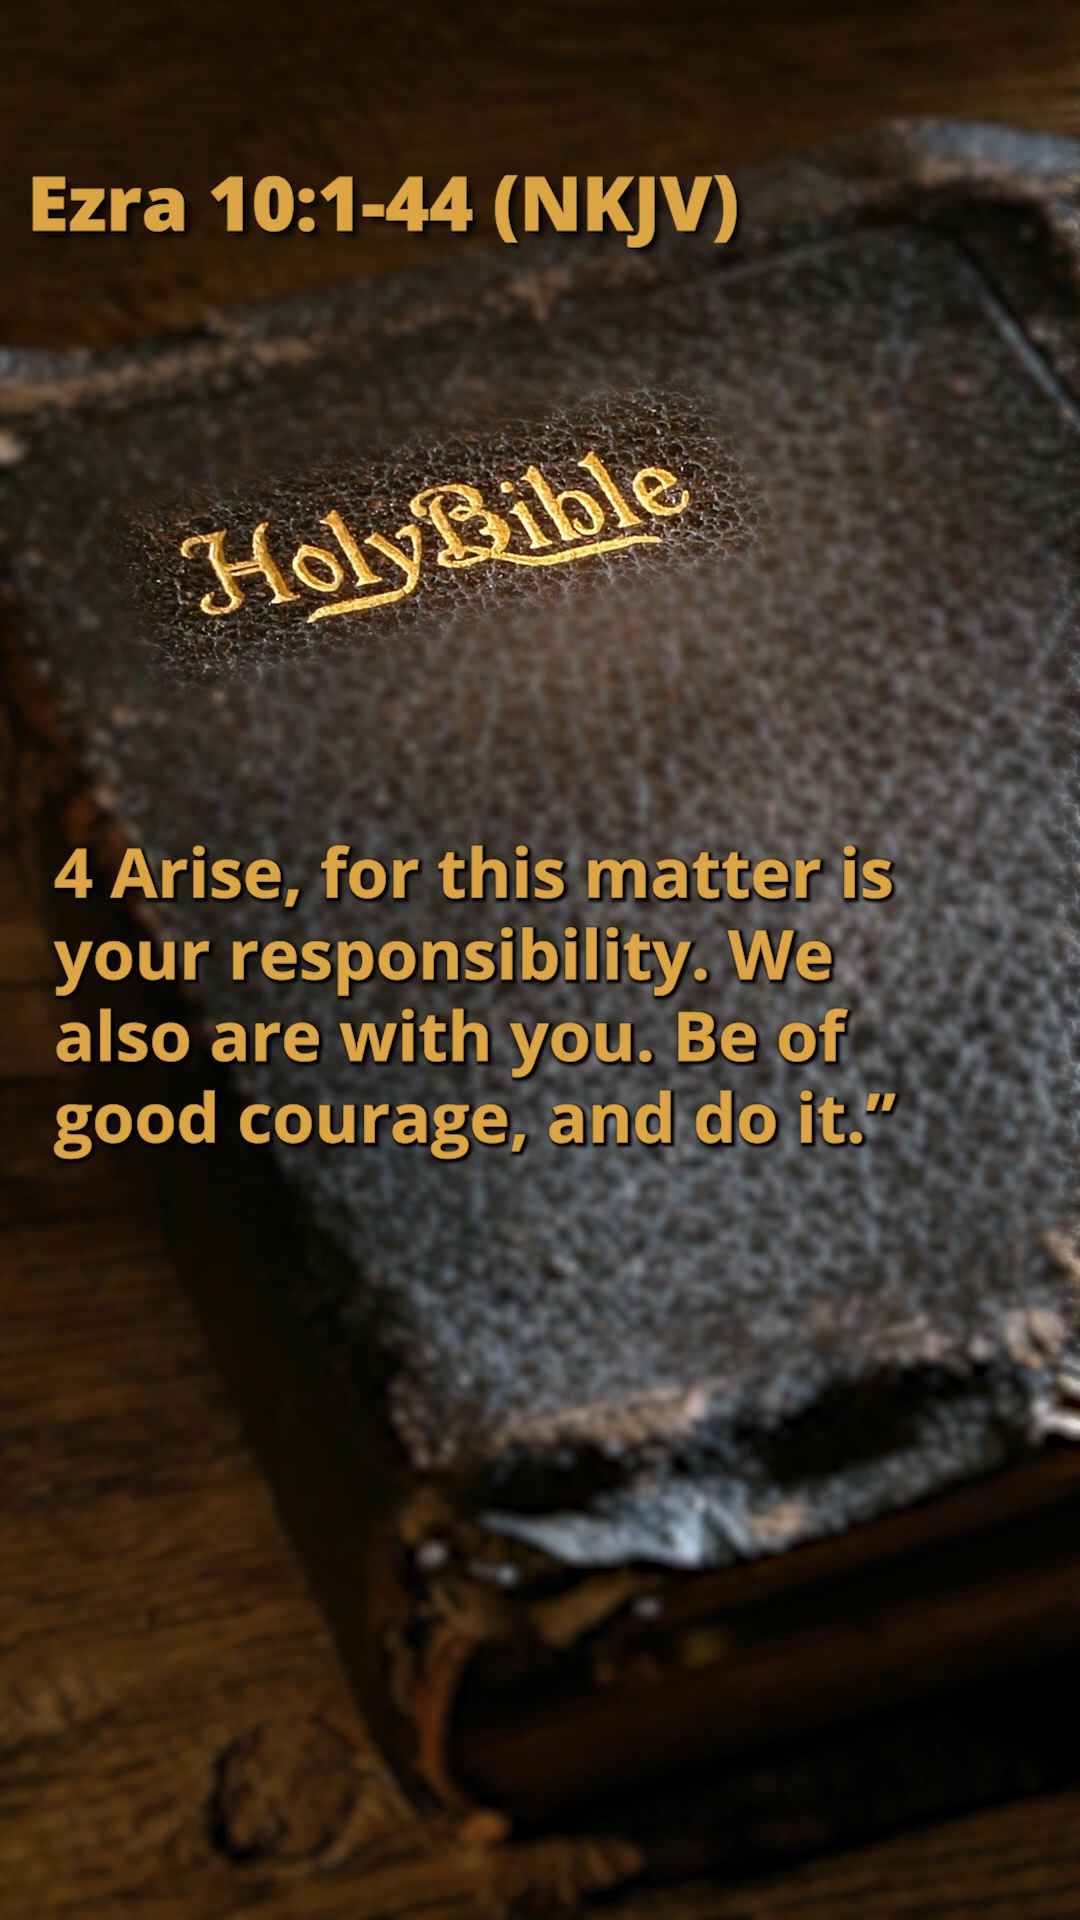 Ezra 10:1-44 (NKJV)
Holy Bible
4 Arise, for this matter is
your responsibility. We
also are with you. Be of
good courage, and do it.”